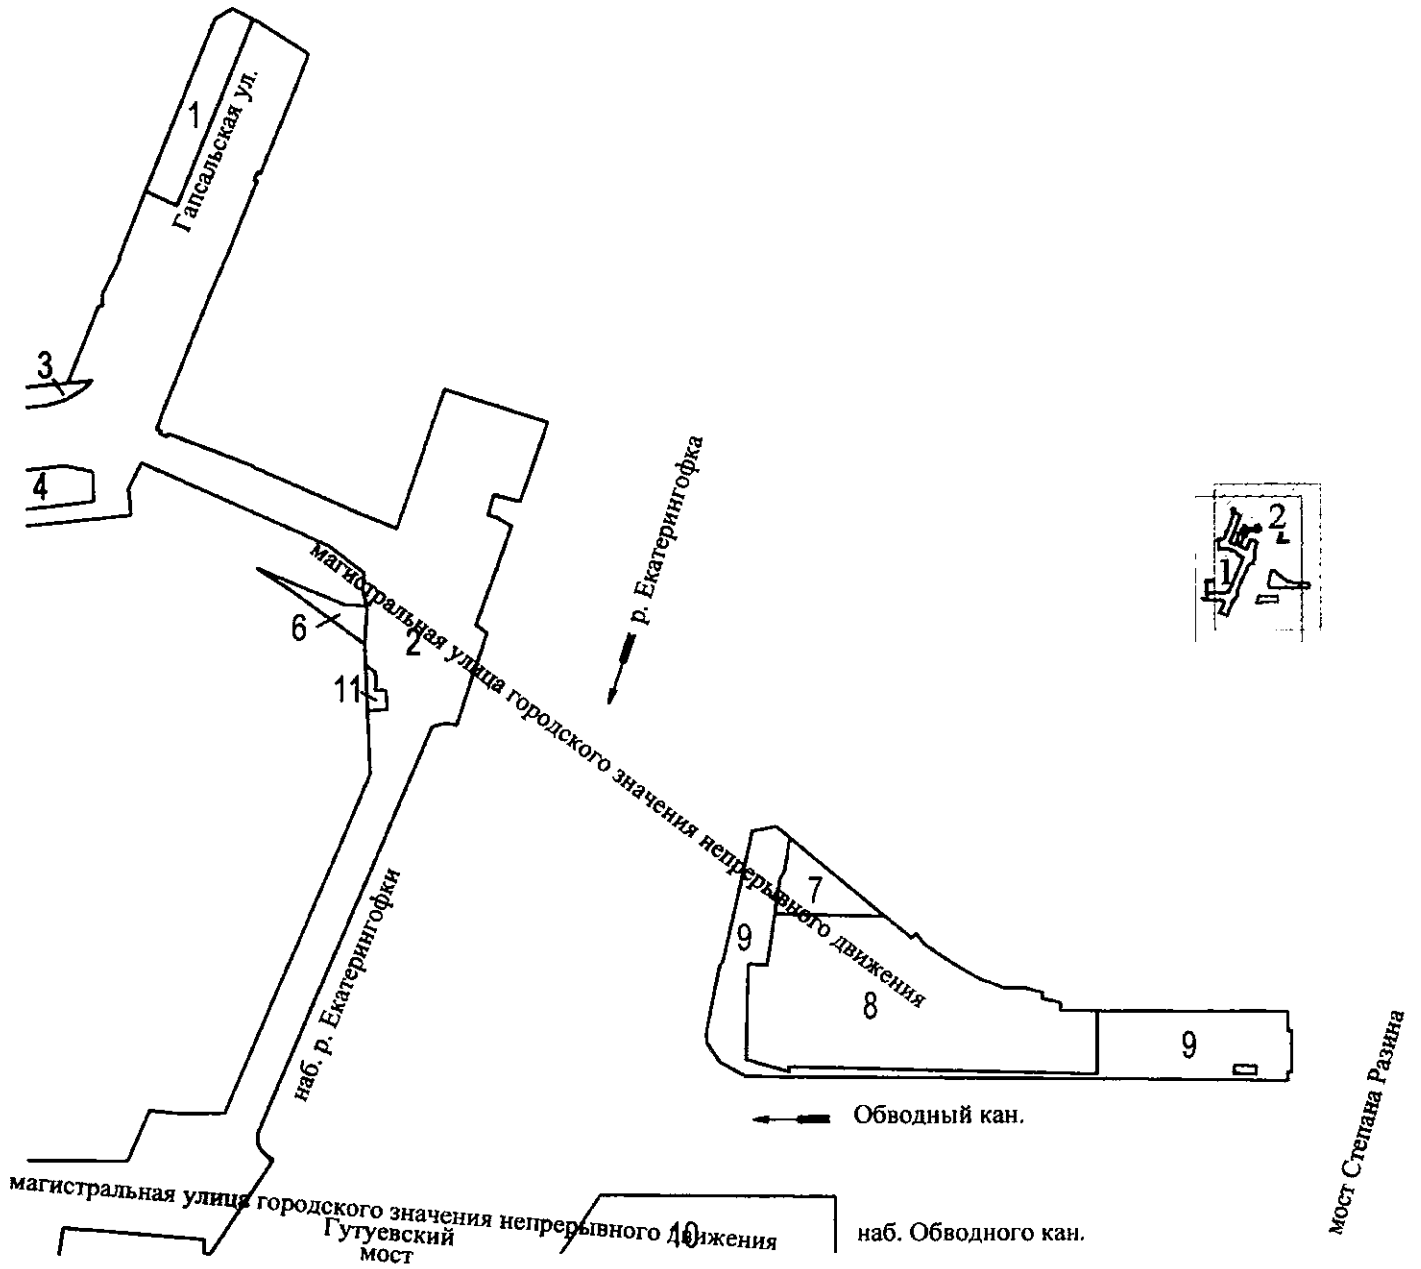 1
Гапсальская ул.
3
4
магистральная улица городского значения непрерывного движения
р. Екатерингофка
2
1
6
2
11
7
9
8
9
наб. р. Екатерингофки
Обводный кан.
мост Степана Разина
магистральная улица городского значения непрерывного движения
10
Гутуевский
мост
наб. Обводного кан.